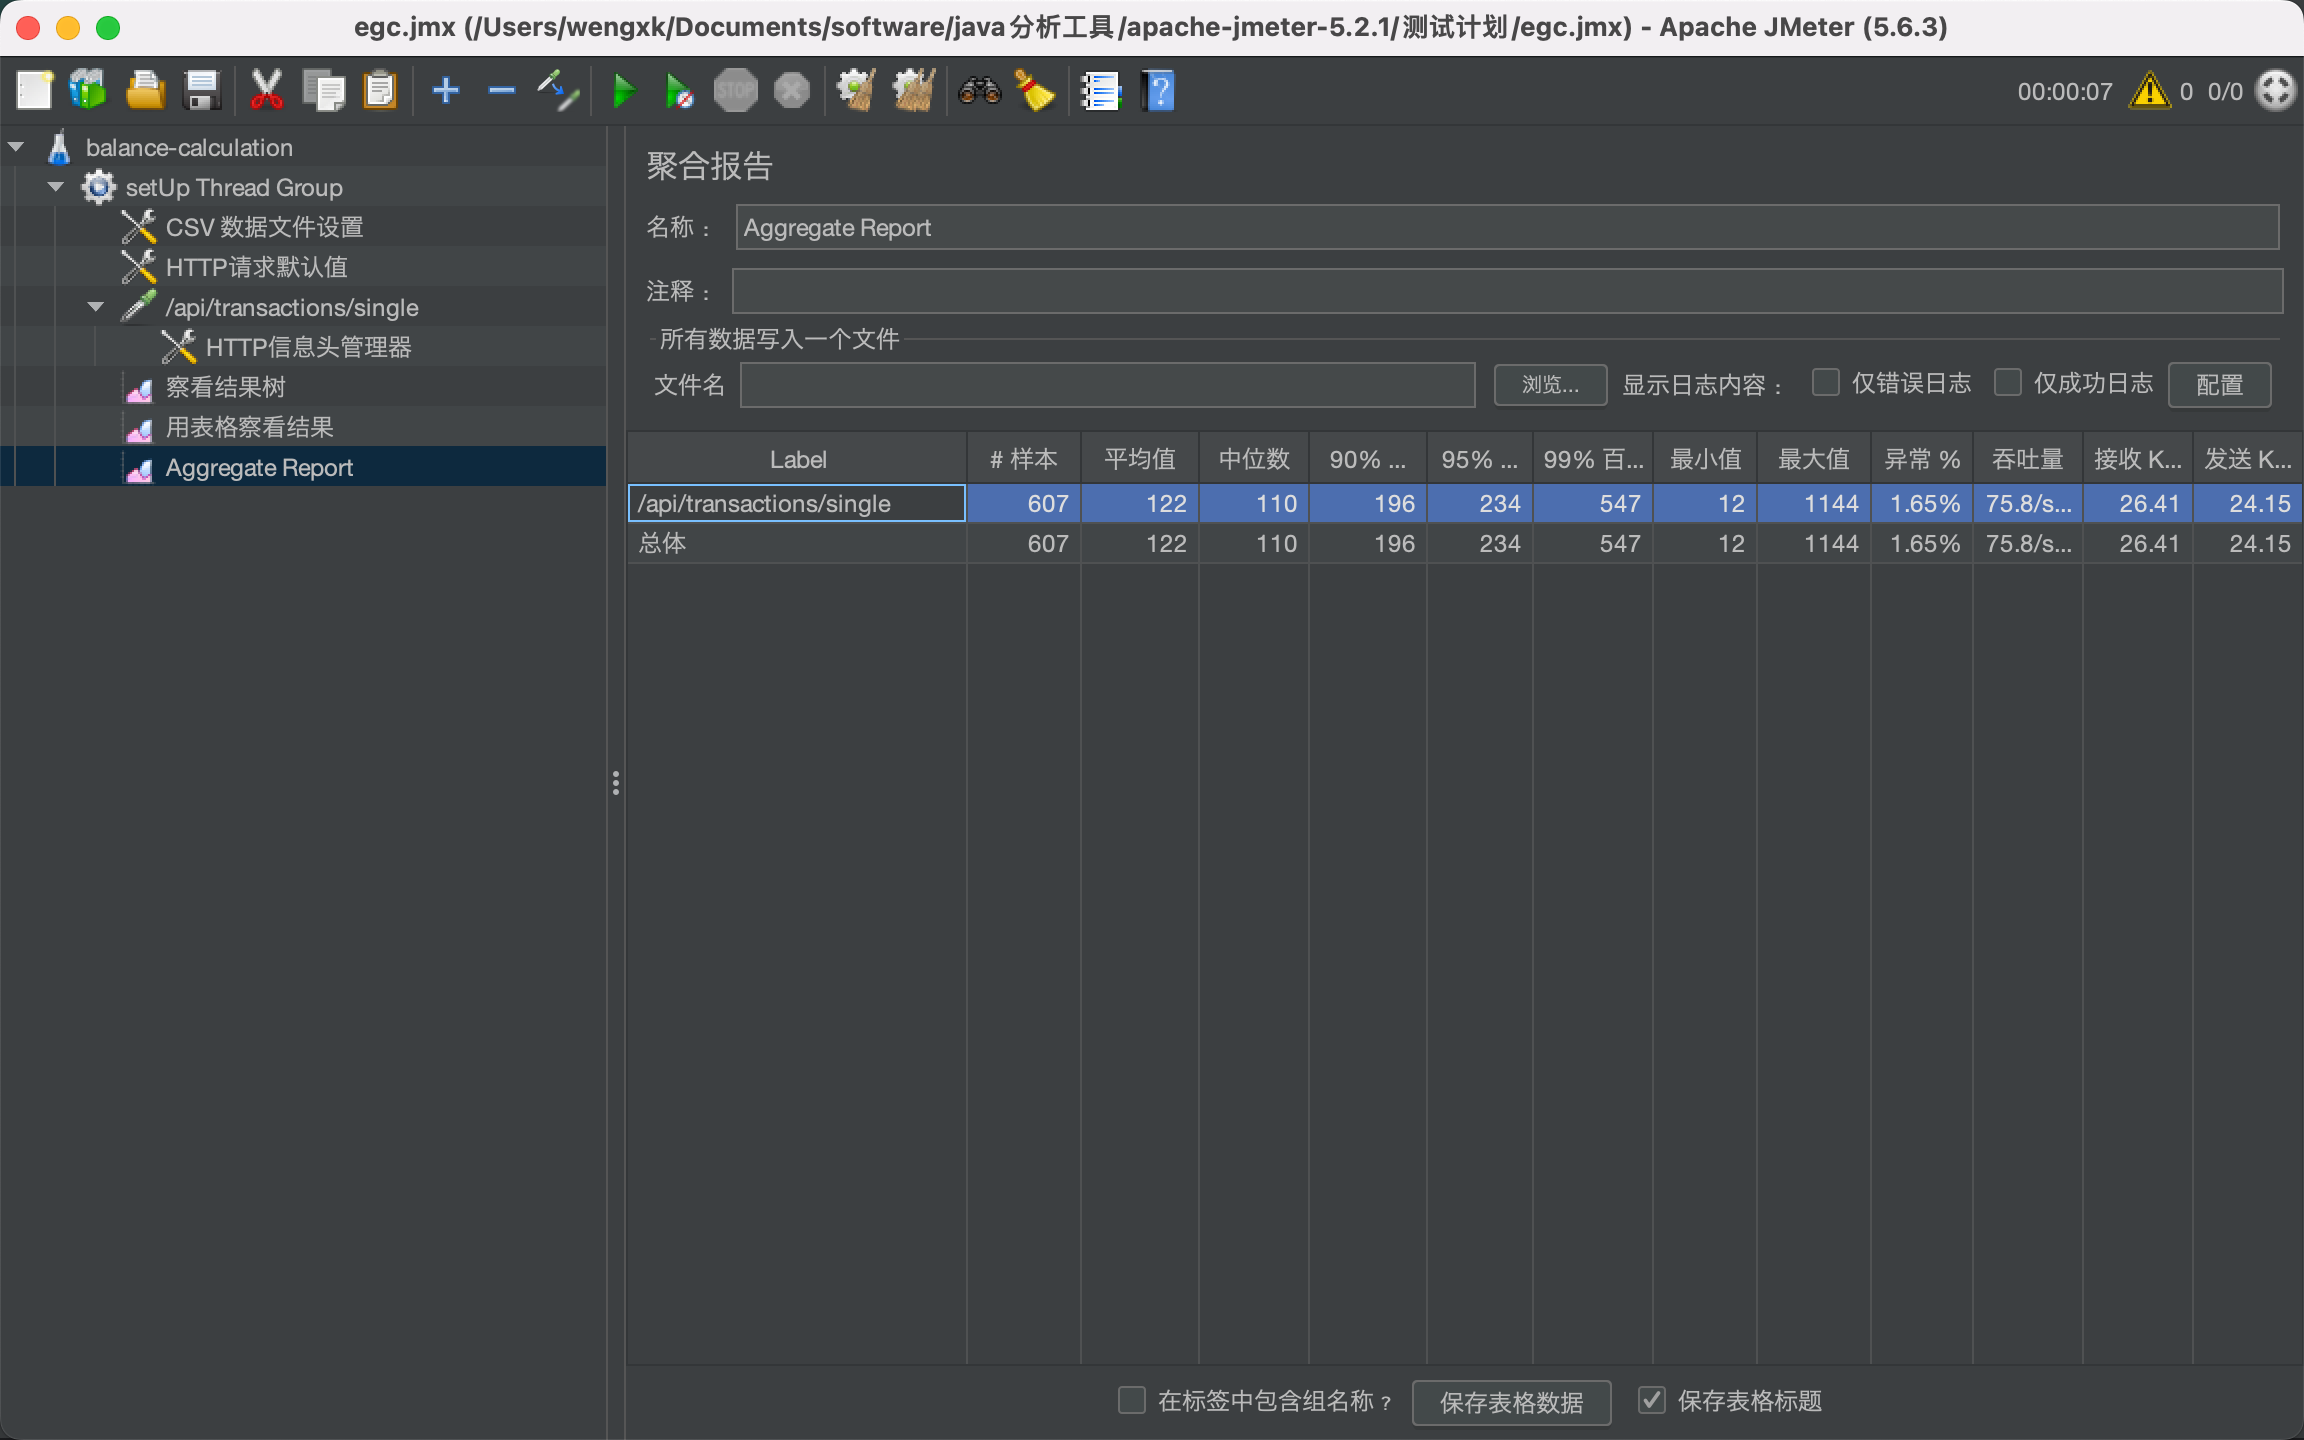 egc.jmx (/Users/wengxk/Documents/software/java分析工具/apache-jmeter-5.2.1/测试计划/egc.jmx) - Apache JMeter (5.6.3)
STOP
?
00:00:07
0
0/0
balance-calculation
setUp Thread Group
CSV 数据文件设置
HTTP请求默认值
/api/transactions/single
HTTP信息头管理器
察看结果树
用表格察看结果
Aggregate Report
聚合报告
名称：
Aggregate Report
注释：
所有数据写入一个文件
文件名
浏览...
显示日志内容：
仅错误日志
仅成功日志
配置
Label # 样本 平均值 中位数 90% ... 95% ... 99% 百... 最小值 最大值 异常 % 吞吐量 接收 K... 发送 K...
/api/transactions/single 607 122 110 196 234 547 12 1144 1.65% 75.8/s... 26.41 24.15
总体 607 122 110 196 234 547 12 1144 1.65% 75.8/s... 26.41 24.15
在标签中包含组名称？
保存表格数据
保存表格标题